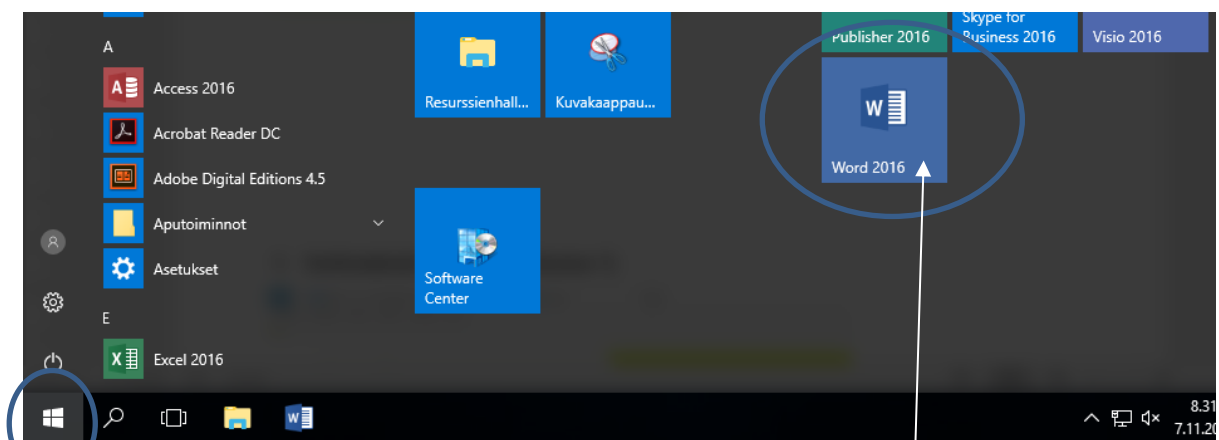 A
Access 2016
Acrobat Reader DC
Adobe Digital Editions 4.5
Aputoiminnot
Asetukset
E
Excel 2016
Resurssienhall...
Kuvakaappau...
Software
Center
Publisher 2016
Skype for
Business 2016
Visio 2016
Word 2016
8.31
7.11.20